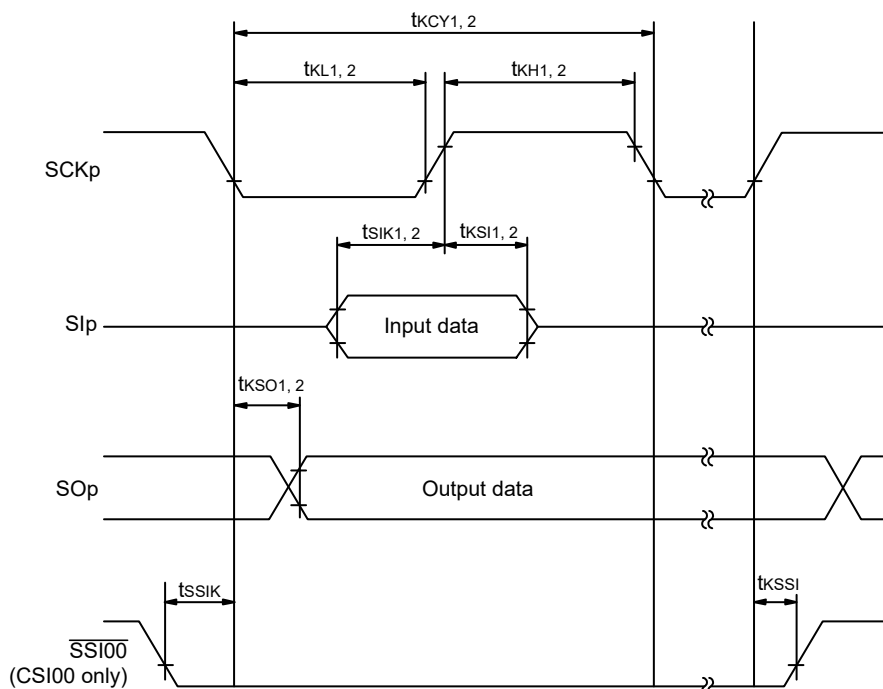 tKCY1, 2
tKL1, 2
tKH1, 2
SCKp
tSIK1, 2
tKSI1, 2
SIp
Input data
tKSO1, 2
SOp
Output data
tSSIK
tKSSI
SSI00
(CSI00 only)